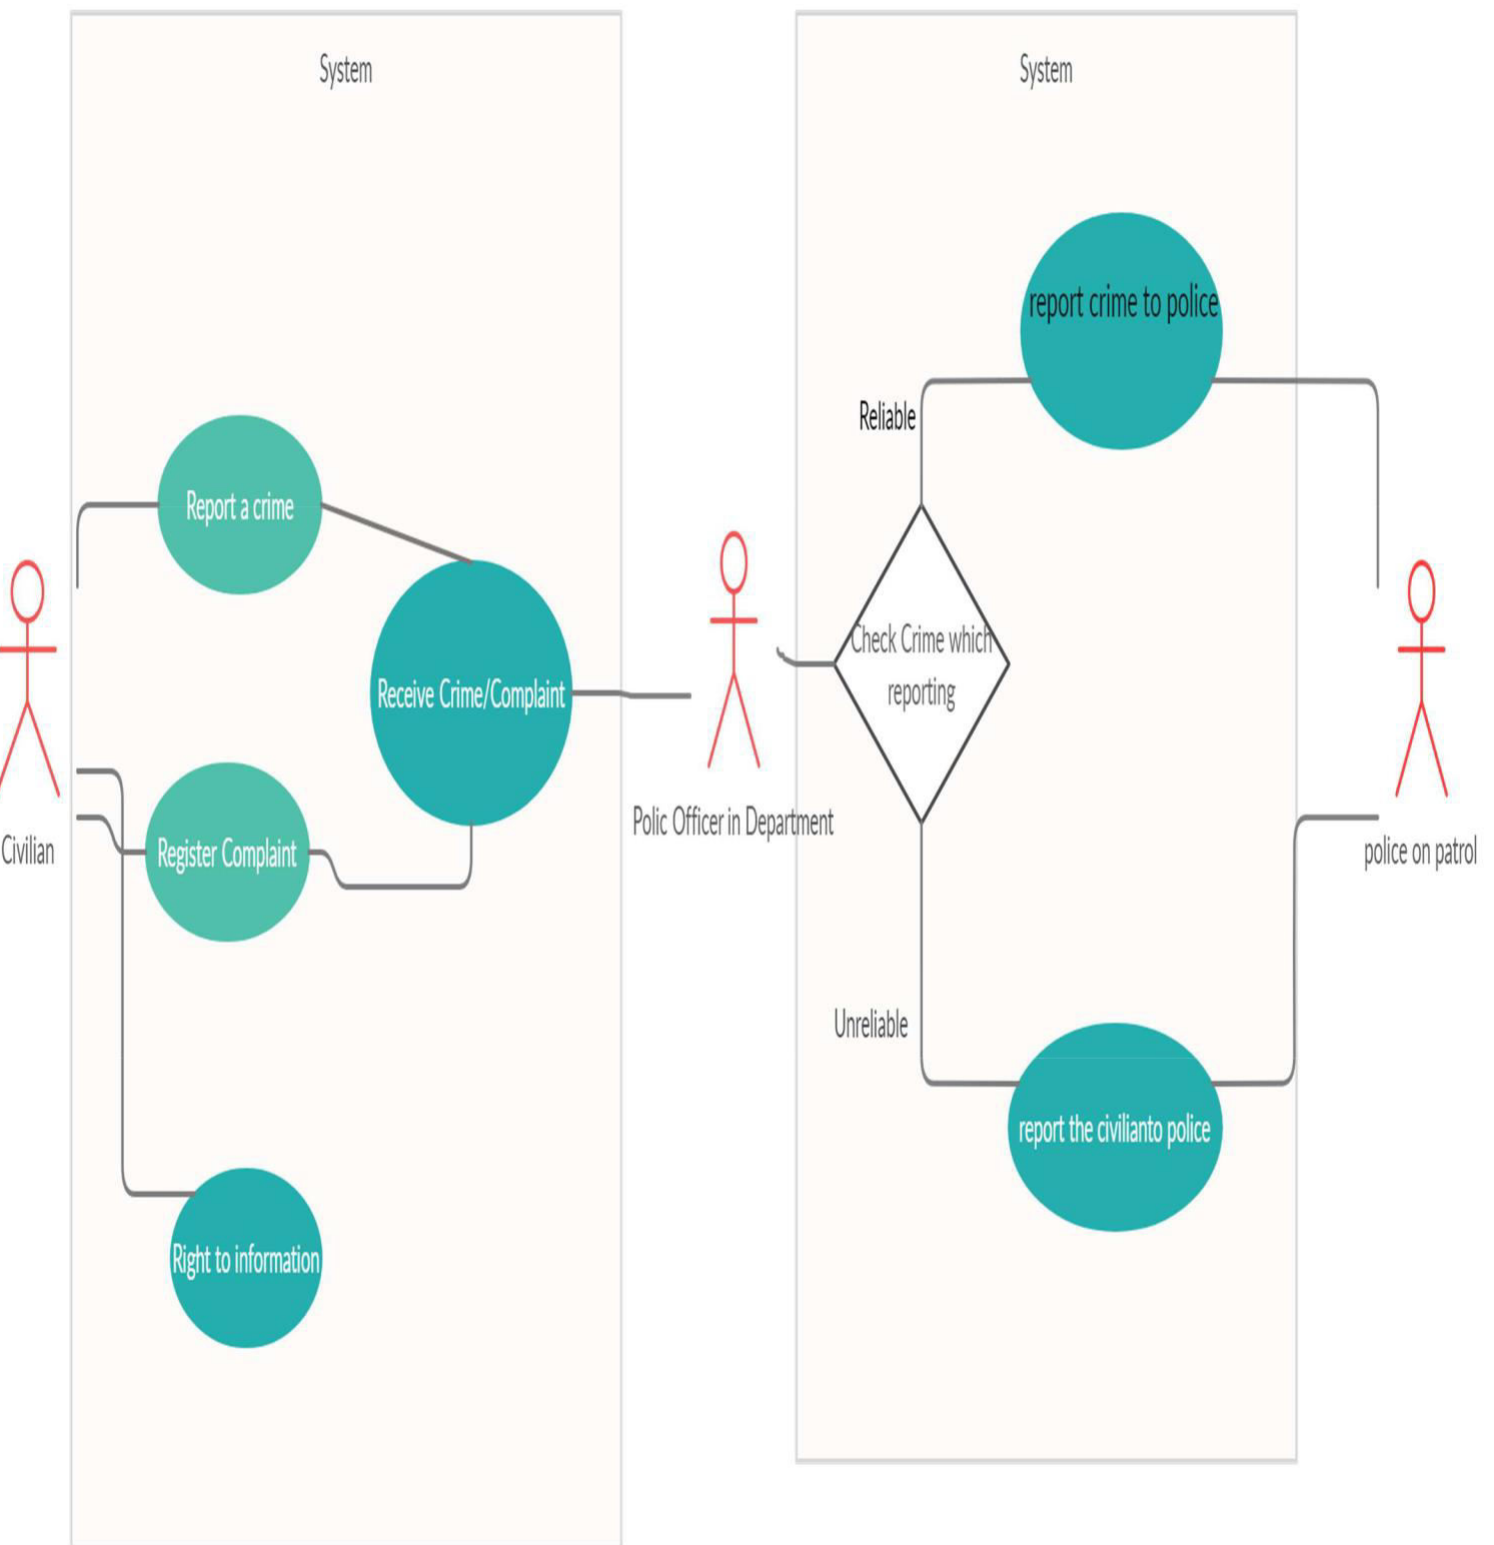 System
Report a crime
Receive Crime/Complaint
Register Complaint
Right to information
Civilian
Polic Officer in Department
System
report crime to police
Reliable
Check Crime which
reporting
Unreliable
report the civilianto police
police on patrol